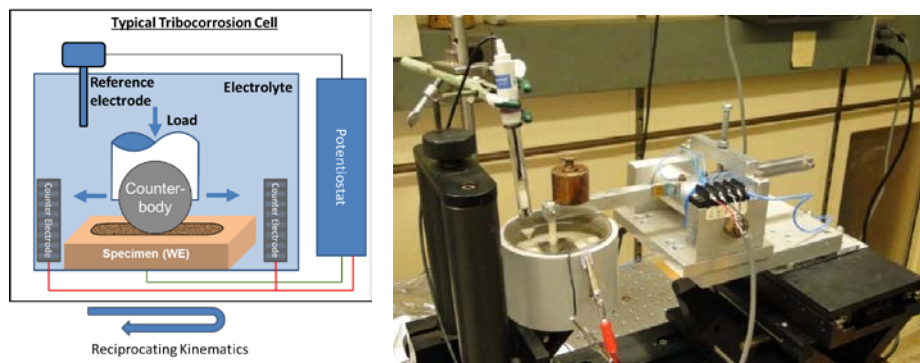 Typical Tribocorrosion Cell
Reference
electrode
Electrolyte
Load
Potentiostat
Counter-
body
Counter Electrode
Counter Electrode
Specimen (WE)
Reciprocating Kinematics